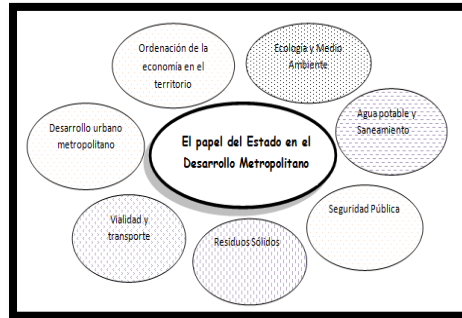 Ordenación de la
economía en el
territorio
Ecología y Medio
Ambiente
Agua potable y
Saneamiento
Desarrollo urbano
metropolitano
El papel del Estado en el
Desarrollo Metropolitano
Seguridad Pública
Vialidad y
transporte
Residuos Sólidos